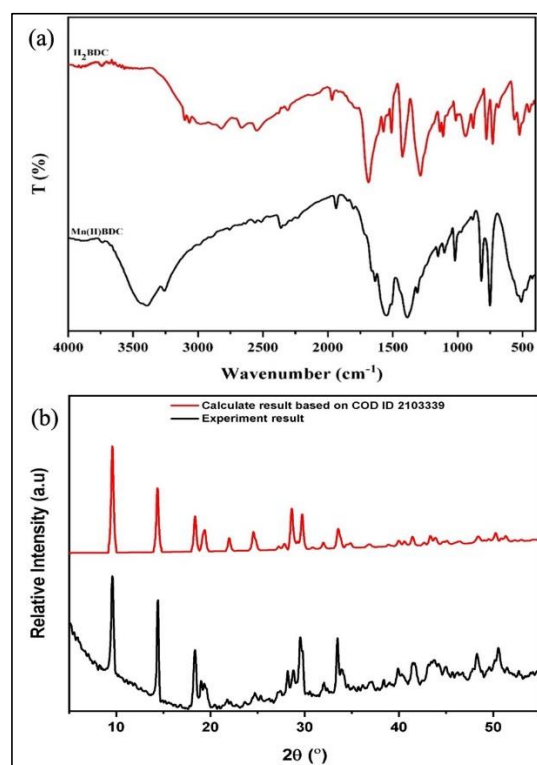 (a)
H₂BDC
Mn(II)BDC
T (%)
4000 3500 3000 2500 2000 1500 1000 500
Wavenumber (cm⁻¹)
(b)
Calculate result based on COD ID 2103339
Experiment result
Relative Intensity (a.u)
10 20 30 40 50
2θ (°)